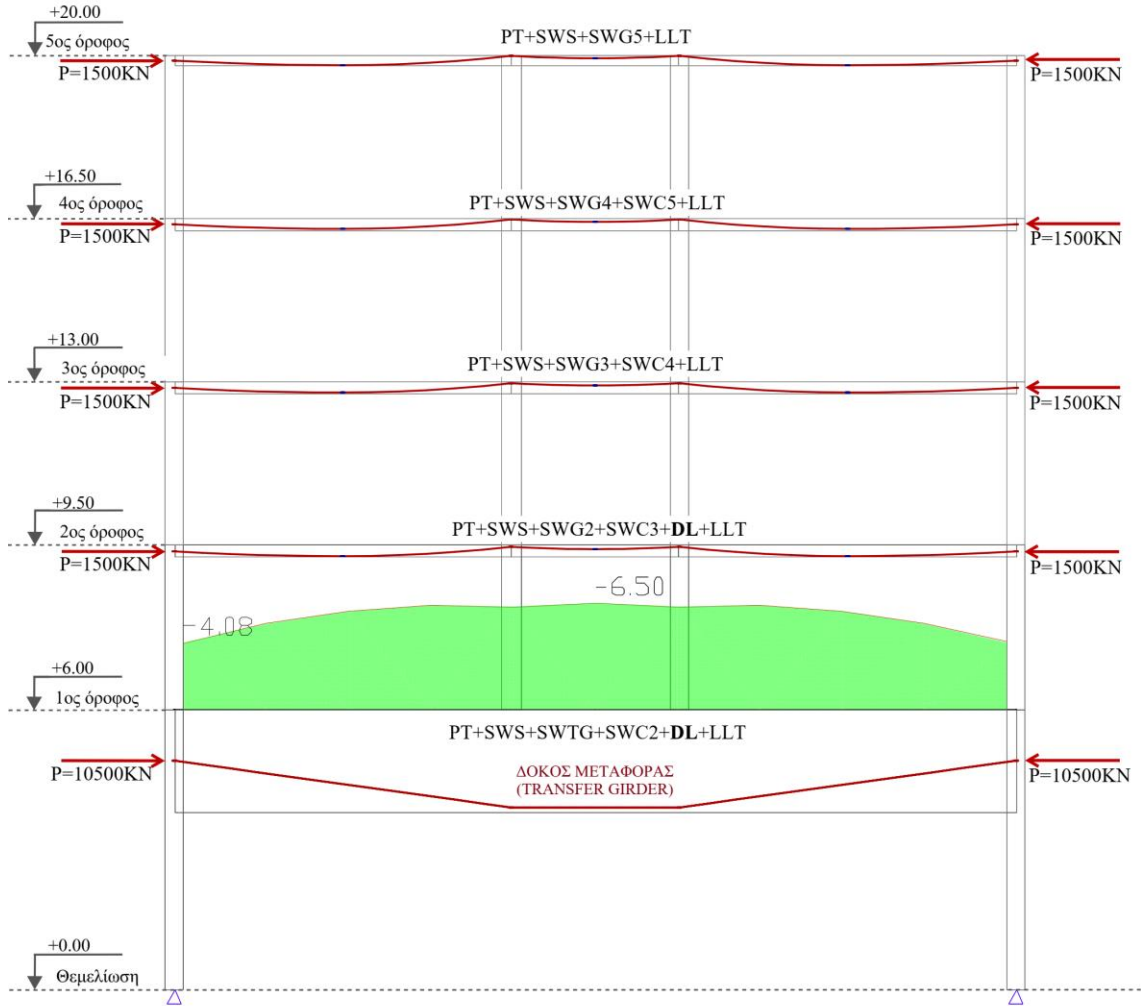 +20.00
5ος όροφος
PT+SWS+SWG5+LLT
P=1500KN
P=1500KN
+16.50
4ος όροφος
PT+SWS+SWG4+SWC5+LLT
P=1500KN
P=1500KN
+13.00
3ος όροφος
PT+SWS+SWG3+SWC4+LLT
P=1500KN
P=1500KN
+9.50
2ος όροφος
PT+SWS+SWG2+SWC3+DL+LLT
P=1500KN
P=1500KN
-6.50
-4.08
+6.00
1ος όροφος
PT+SWS+SWTG+SWC2+DL+LLT
P=10500KN
ΔΟΚΟΣ ΜΕΤΑΦΟΡΑΣ
(TRANSFER GIRDER)
P=10500KN
+0.00
Θεμελίωση